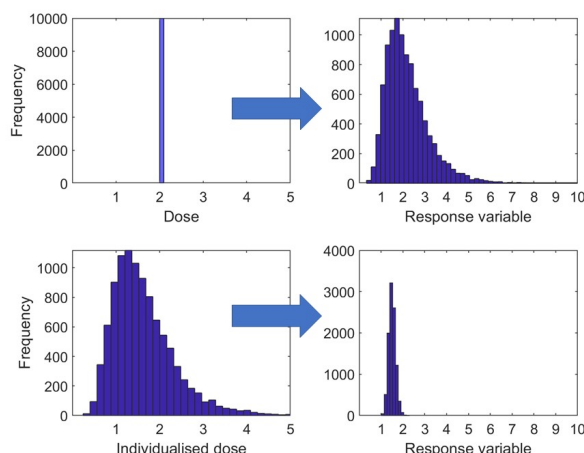 10000
8000
6000
4000
2000
0
Frequency
1 2 3 4 5
Dose
1000
800
600
400
200
0
1 2 3 4 5 6 7 8 9 10
Response variable
1000
800
600
400
200
0
Frequency
1 2 3 4 5
Individualised dose
4000
3000
2000
1000
0
1 2 3 4 5 6 7 8 9 10
Response variable